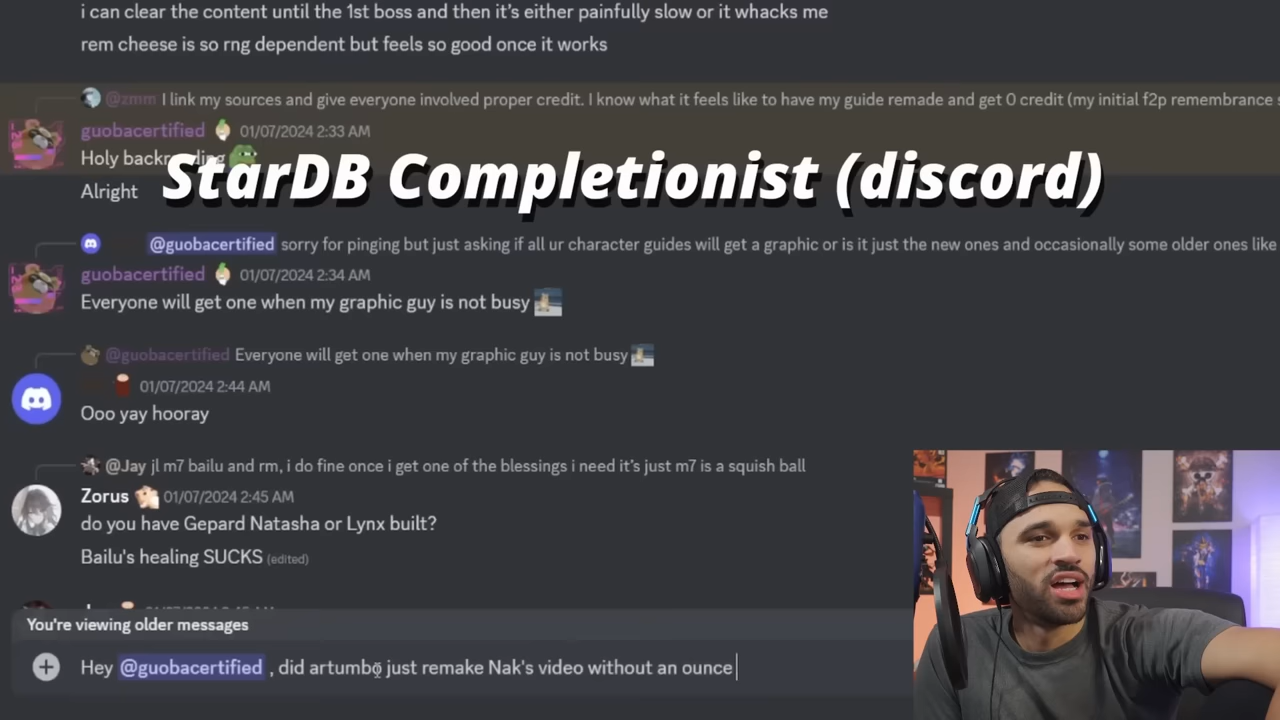 i can clear the content until the 1st boss and then it's either painfully slow or it whacks me
rem cheese is so rng dependent but feels so good once it works
@zmm I link my sources and give everyone involved proper credit. I know what it feels like to have my guide remade and get 0 credit (my initial f2p remembrance
guobacertified 01/07/2024 2:33 AM
Holy backreading
Alright
StarDB Completionist (discord)
@guobacertified sorry for pinging but just asking if all ur character guides will get a graphic or is it just the new ones and occasionally some older ones like
guobacertified 01/07/2024 2:34 AM
Everyone will get one when my graphic guy is not busy
@guobacertified Everyone will get one when my graphic guy is not busy
01/07/2024 2:44 AM
Ooo yay hooray
@Jay jl m7 bailu and rm, i do fine once i get one of the blessings i need it's just m7 is a squish ball
Zorus 01/07/2024 2:45 AM
do you have Gepard Natasha or Lynx built?
Bailu's healing SUCKS (edited)
You're viewing older messages
Hey @guobacertified , did artumbo just remake Nak's video without an ounce